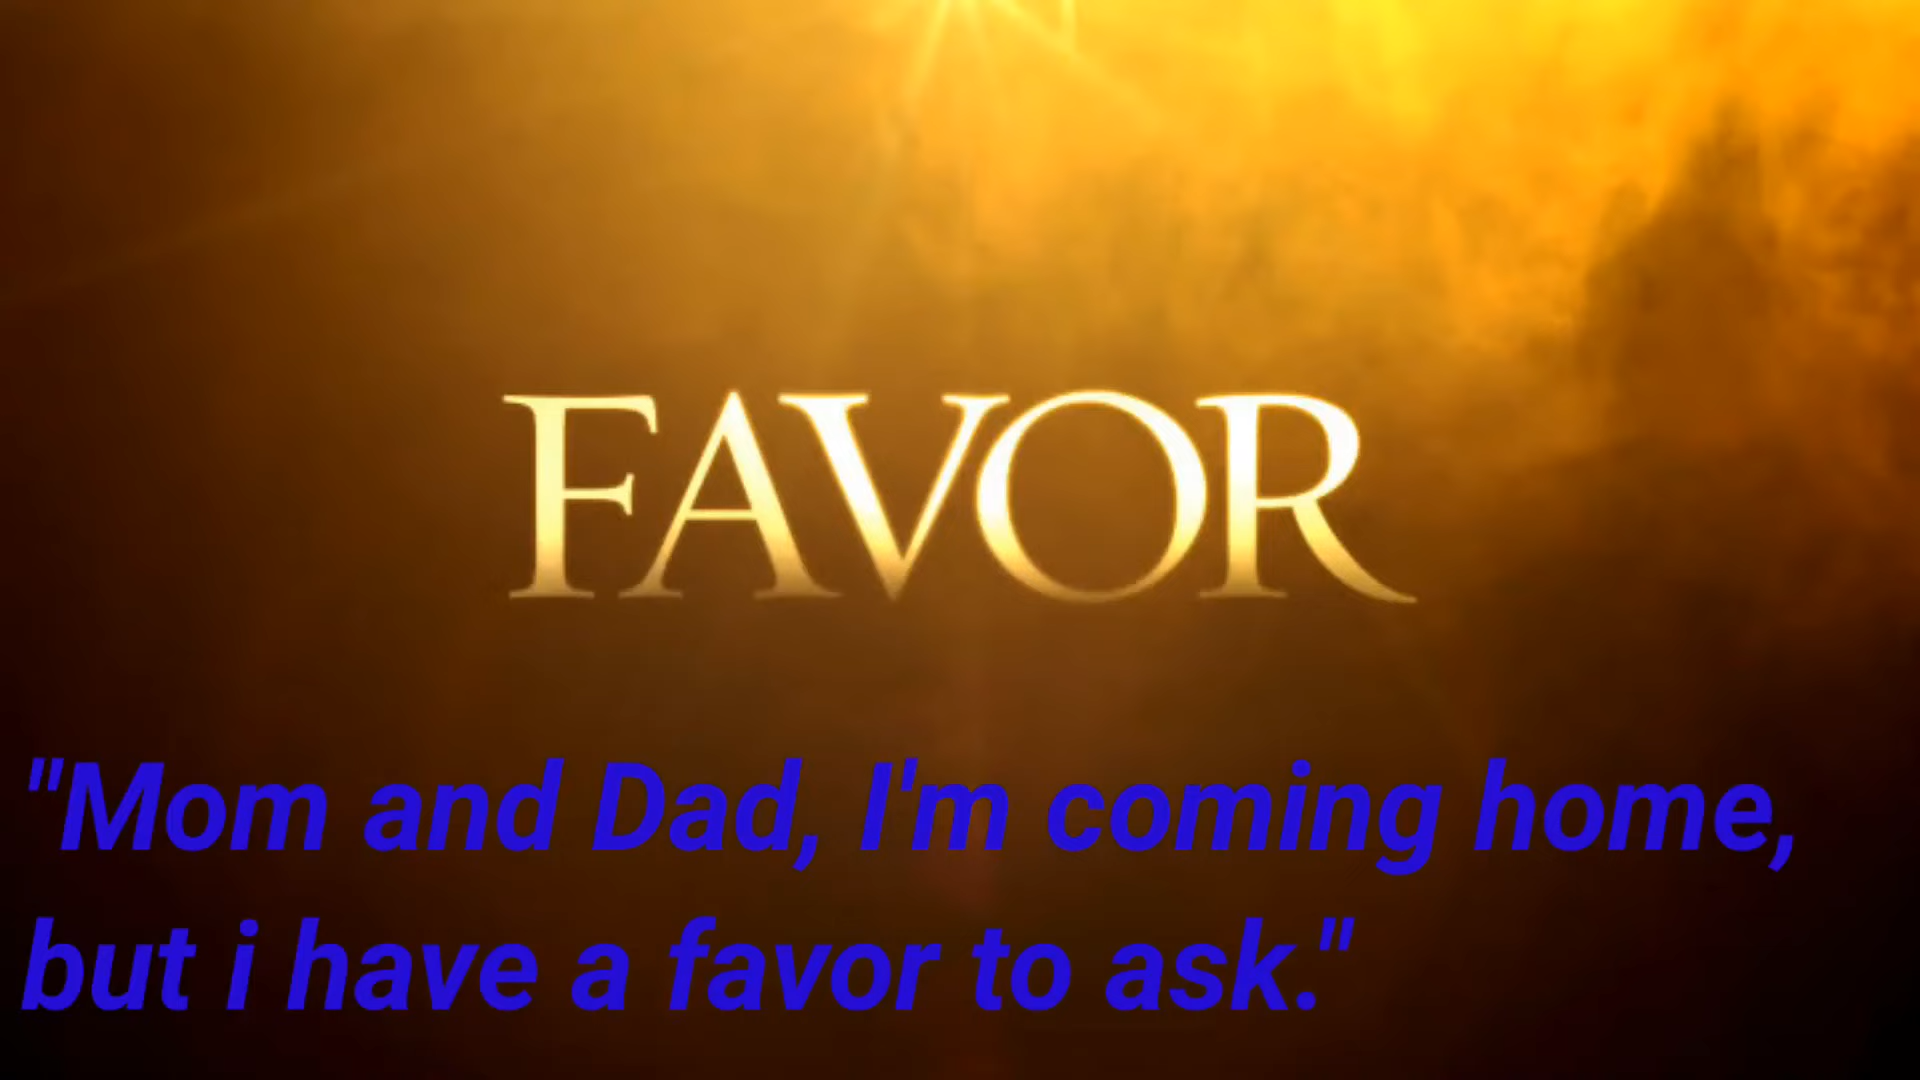 FAVOR
"Mom and Dad, I'm coming home,
but i have a favor to ask."